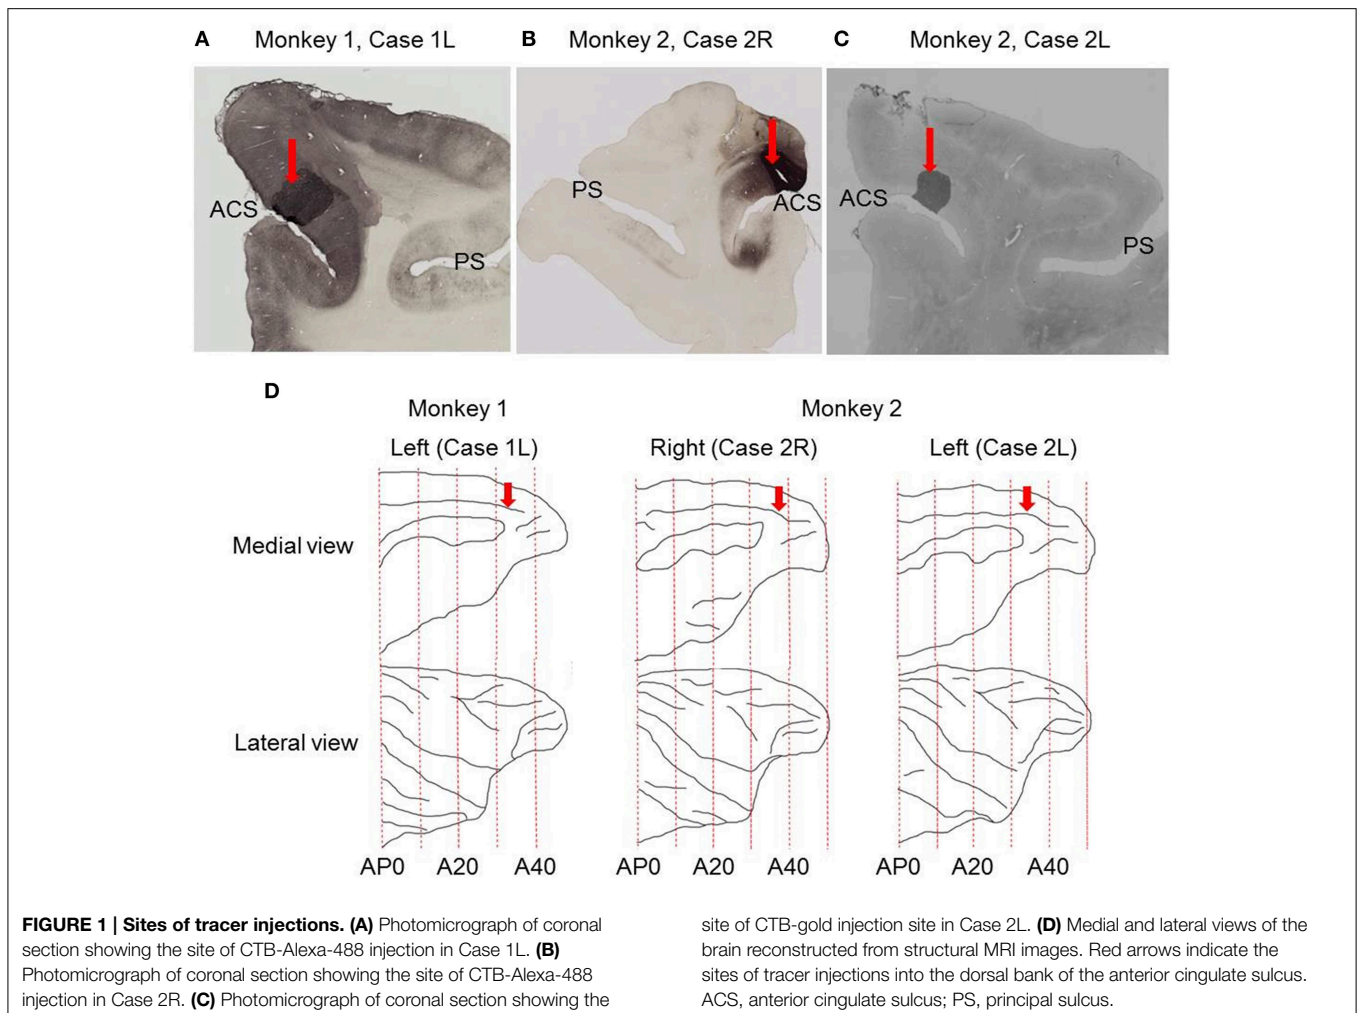 A Monkey 1, Case 1L
B Monkey 2, Case 2R
C Monkey 2, Case 2L
ACS
PS
PS
ACS
ACS
PS
D
Monkey 1
Monkey 2
Left (Case 1L)
Right (Case 2R)
Left (Case 2L)
Medial view
Lateral view
AP0 A20 A40
AP0 A20 A40
AP0 A20 A40
FIGURE 1 | Sites of tracer injections. (A) Photomicrograph of coronal
section showing the site of CTB-Alexa-488 injection in Case 1L. (B)
Photomicrograph of coronal section showing the site of CTB-Alexa-488
injection in Case 2R. (C) Photomicrograph of coronal section showing the
site of CTB-gold injection site in Case 2L. (D) Medial and lateral views of the
brain reconstructed from structural MRI images. Red arrows indicate the
sites of tracer injections into the dorsal bank of the anterior cingulate sulcus.
ACS, anterior cingulate sulcus; PS, principal sulcus.